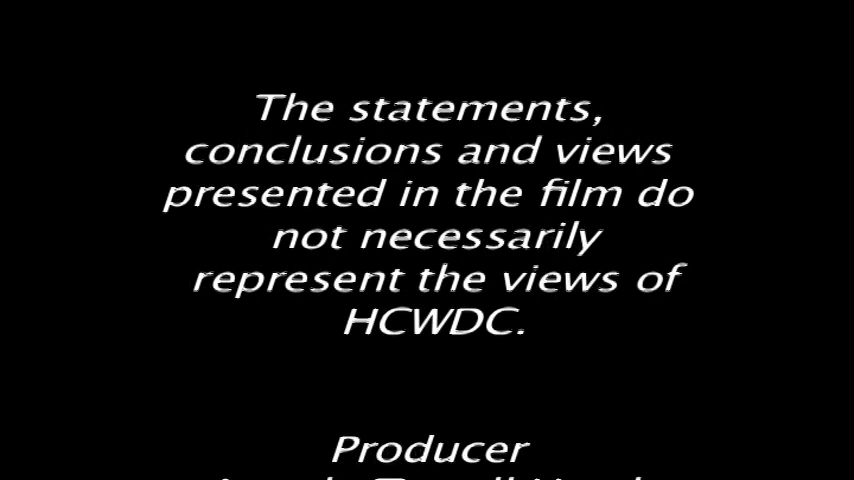 The statements,
conclusions and views
presented in the film do
not necessarily
represent the views of
HCWDC.
Producer